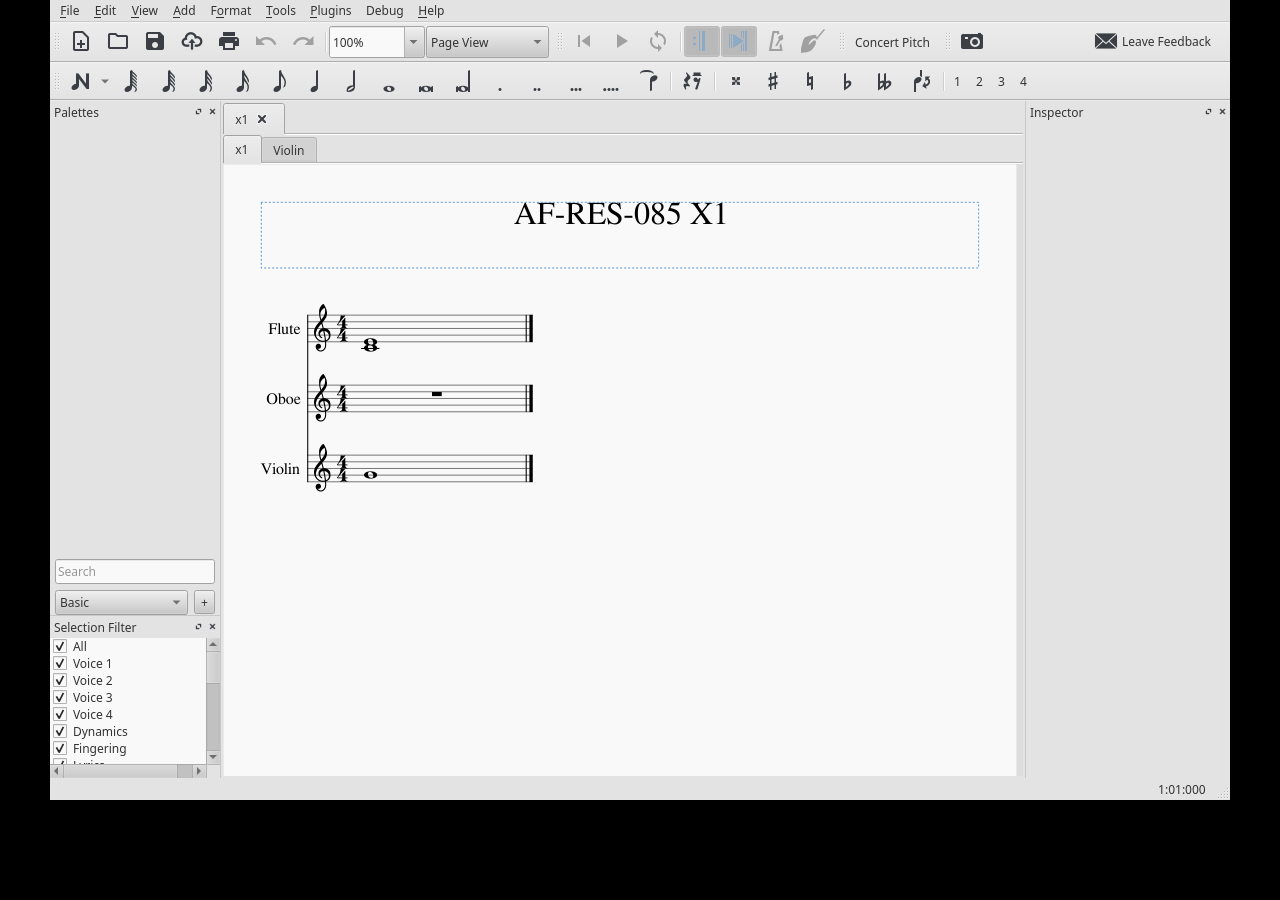 File Edit View Add Format Tools Plugins Debug Help
100% Page View Concert Pitch Leave Feedback
1 2 3 4
Palettes
x1
Inspector
x1 Violin
AF-RES-085 X1
Flute
Oboe
Violin
Search
Basic +
Selection Filter
All
Voice 1
Voice 2
Voice 3
Voice 4
Dynamics
Fingering
Lyrics
1:01:000